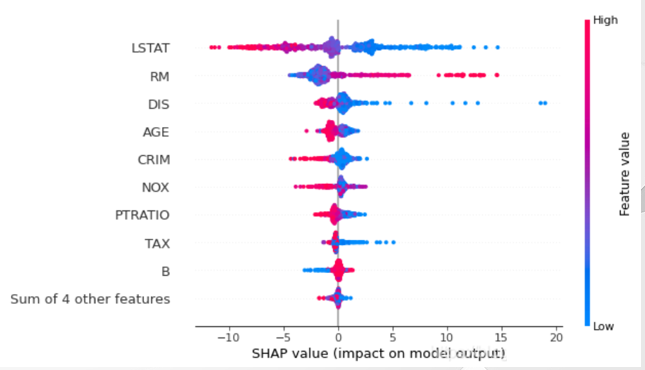 High
LSTAT
RM
DIS
AGE
CRIM
NOX
PTRATIO
TAX
B
Sum of 4 other features
Feature value
Low
−10 −5 0 5 10 15 20
SHAP value (impact on model output)